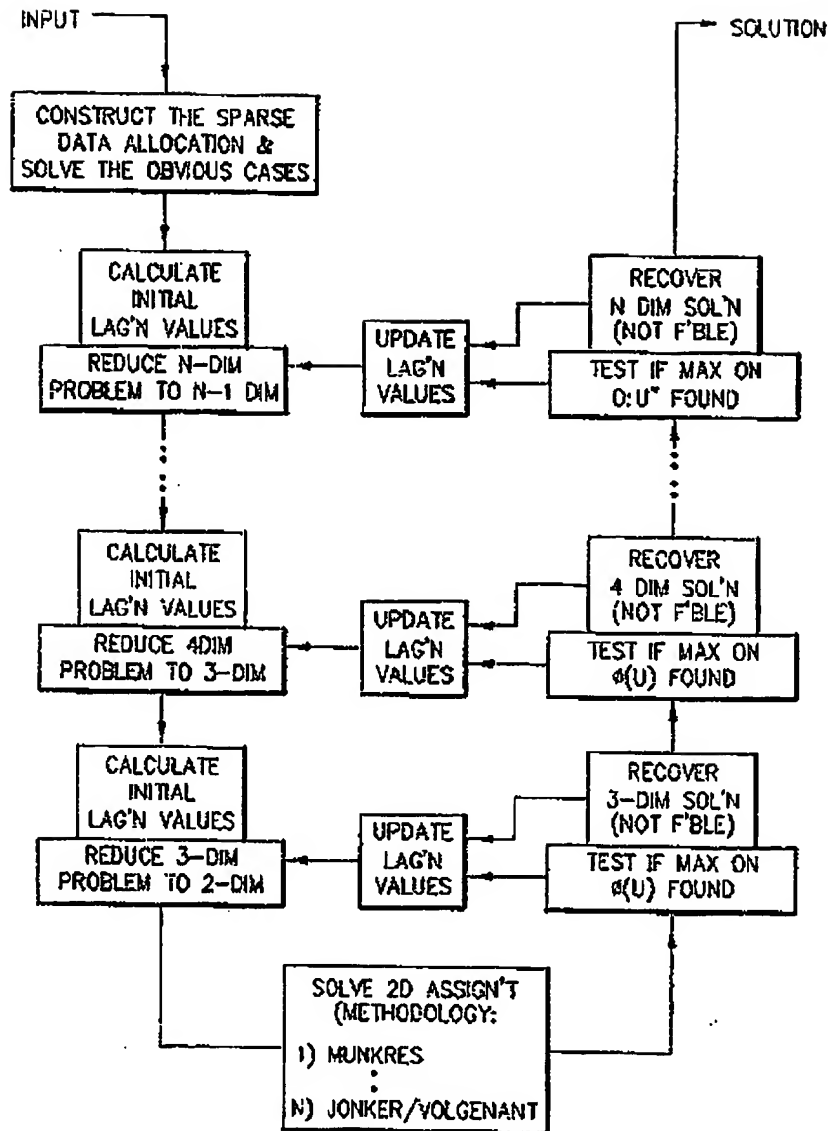 INPUT
SOLUTION
CONSTRUCT THE SPARSE
DATA ALLOCATION &
SOLVE THE OBVIOUS CASES
CALCULATE
INITIAL
LAG'N VALUES
REDUCE N-DIM
PROBLEM TO N-1 DIM
UPDATE
LAG'N
VALUES
RECOVER
N DIM SOL'N
(NOT F'BLE)
TEST IF MAX ON
O:U* FOUND
CALCULATE
INITIAL
LAG'N VALUES
REDUCE 4DIM
PROBLEM TO 3-DIM
UPDATE
LAG'N
VALUES
RECOVER
4 DIM SOL'N
(NOT F'BLE)
TEST IF MAX ON
ø(U) FOUND
CALCULATE
INITIAL
LAG'N VALUES
REDUCE 3-DIM
PROBLEM TO 2-DIM
UPDATE
LAG'N
VALUES
RECOVER
3-DIM SOL'N
(NOT F'BLE)
TEST IF MAX ON
ø(U) FOUND
SOLVE 2D ASSIGN'T
(METHODOLOGY:
1) MUNKRES
N) JONKER/VOLGENANT